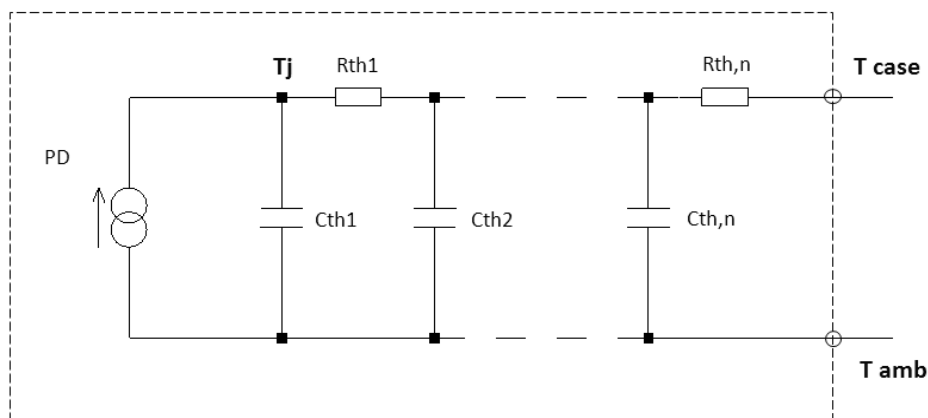 Tj
Rth1
Rth,n
T case
PD
Cth1
Cth2
Cth,n
T amb